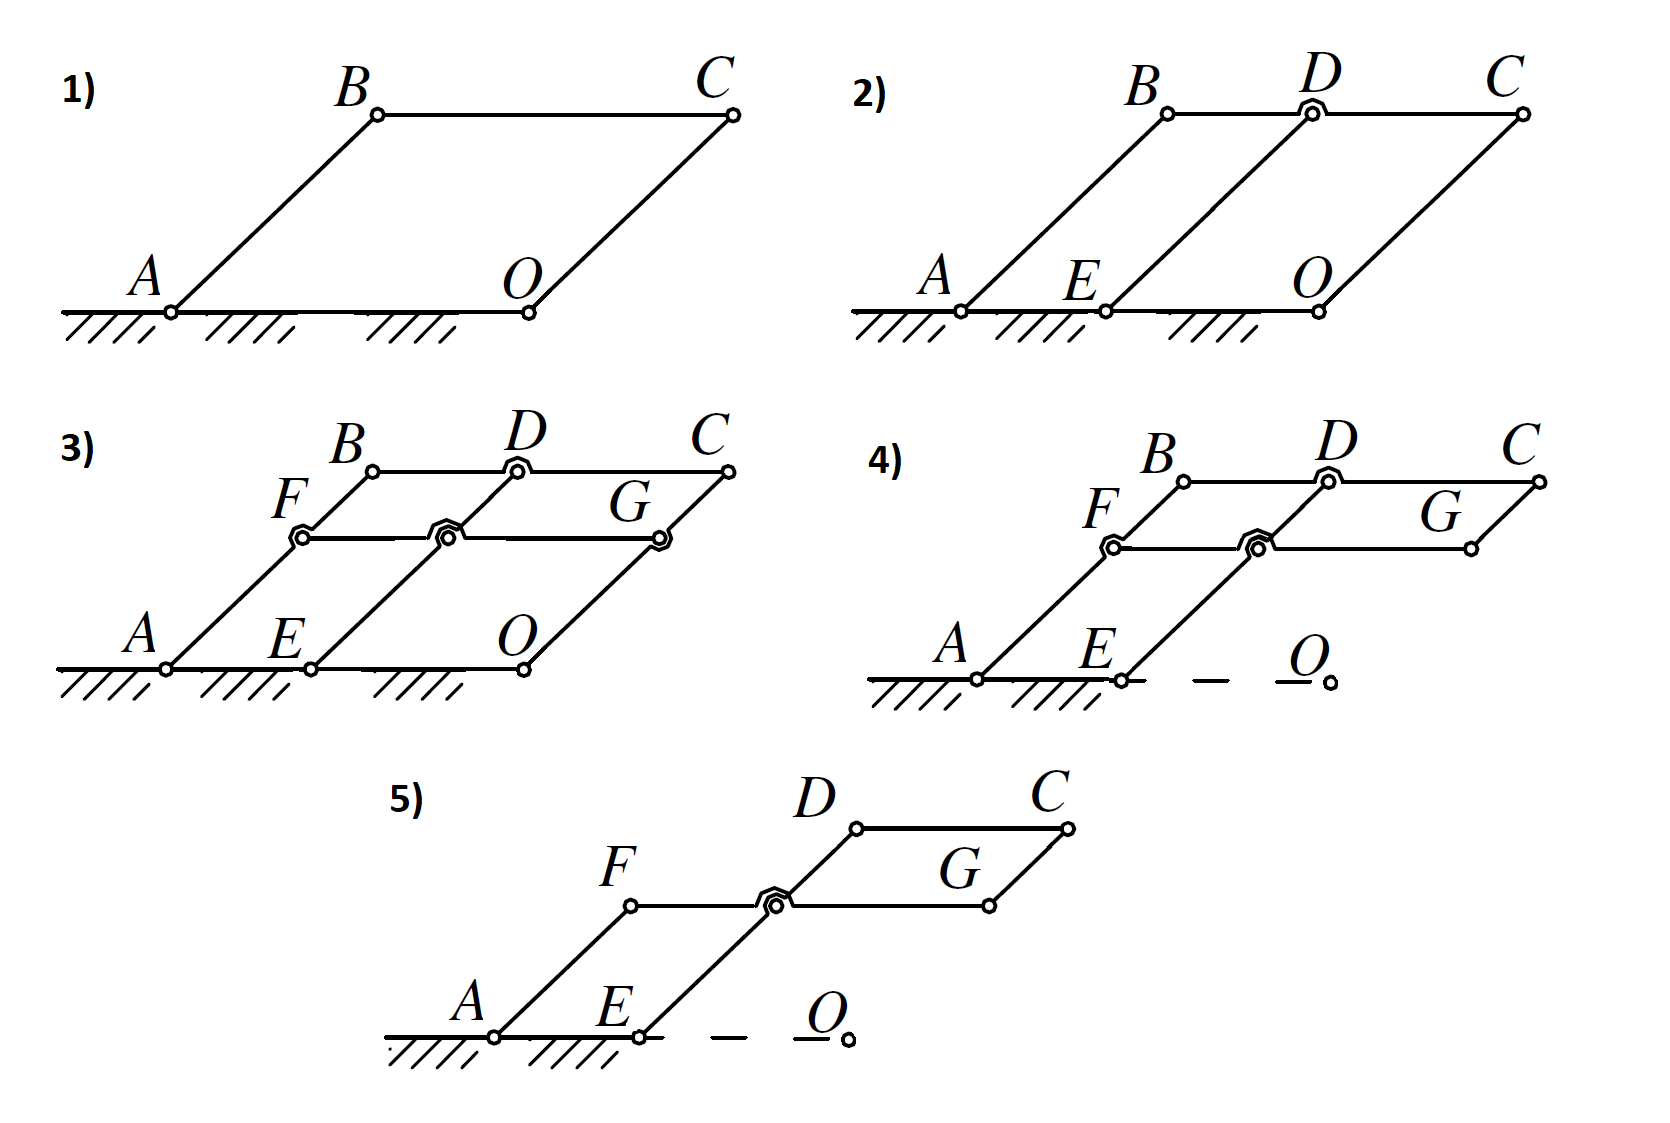 1) B C A O
2) B D C A E O
3) B D C F G A E O
4) B D C F G A E O
5) D C F G A E O